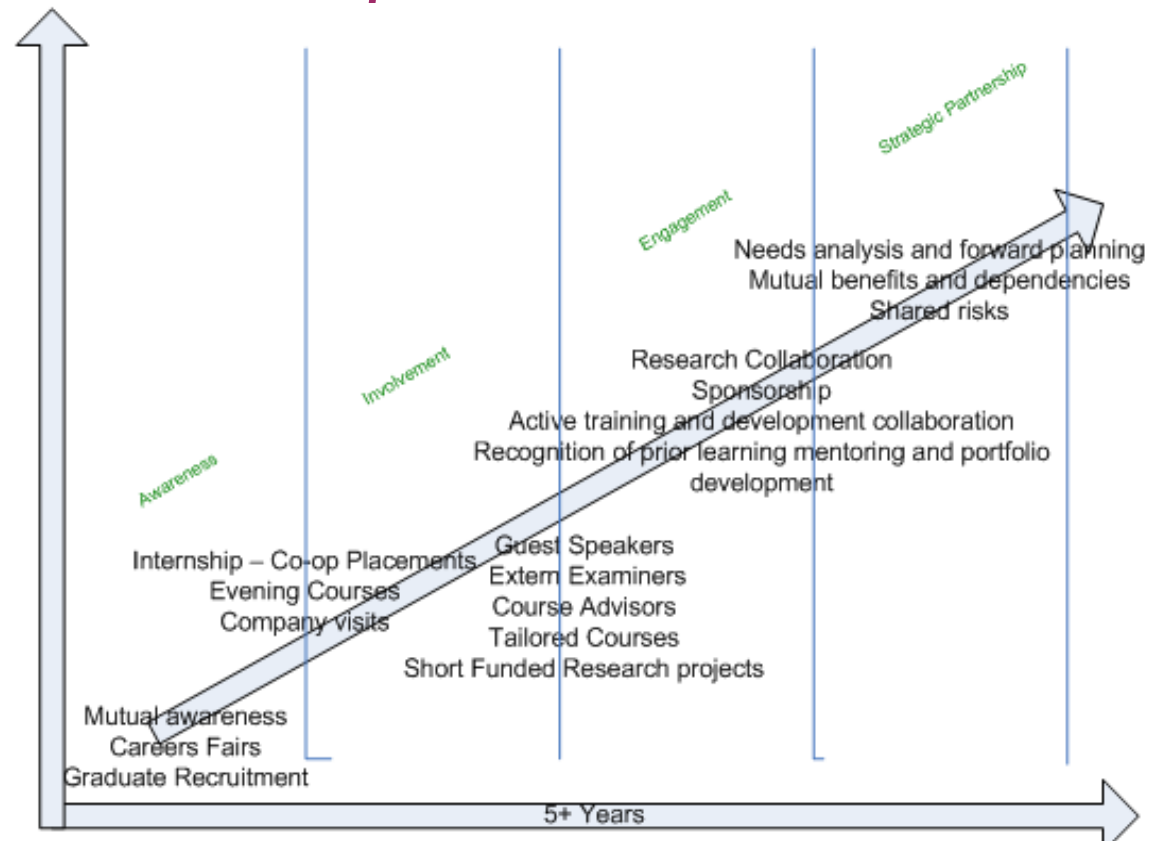 Strategic Partnership
Engagement
Needs analysis and forward planning
Mutual benefits and dependencies
Shared risks
Involvement
Research Collaboration
Sponsorship
Active training and development collaboration
Recognition of prior learning mentoring and portfolio
development
Awareness
Internship – Co-op Placements
Evening Courses
Company visits
Guest Speakers
Extern Examiners
Course Advisors
Tailored Courses
Short Funded Research projects
Mutual awareness
Careers Fairs
Graduate Recruitment
5+ Years